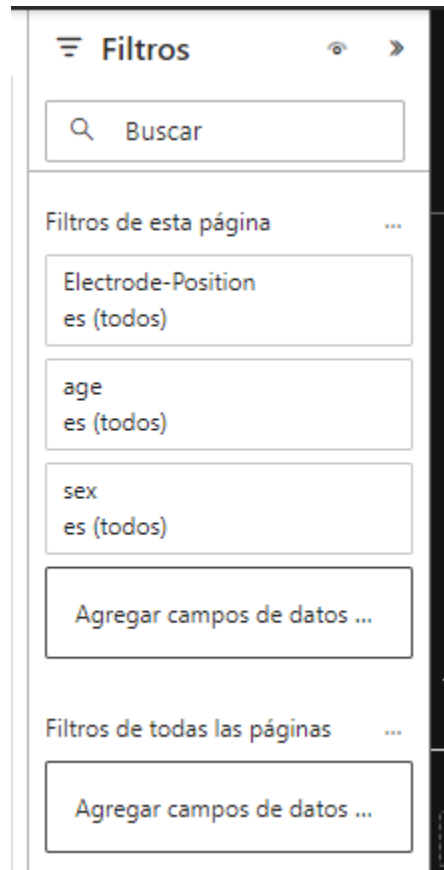 Filtros
Buscar
Filtros de esta página ...
Electrode-Position
es (todos)
age
es (todos)
sex
es (todos)
Agregar campos de datos ...
Filtros de todas las páginas ...
Agregar campos de datos ...